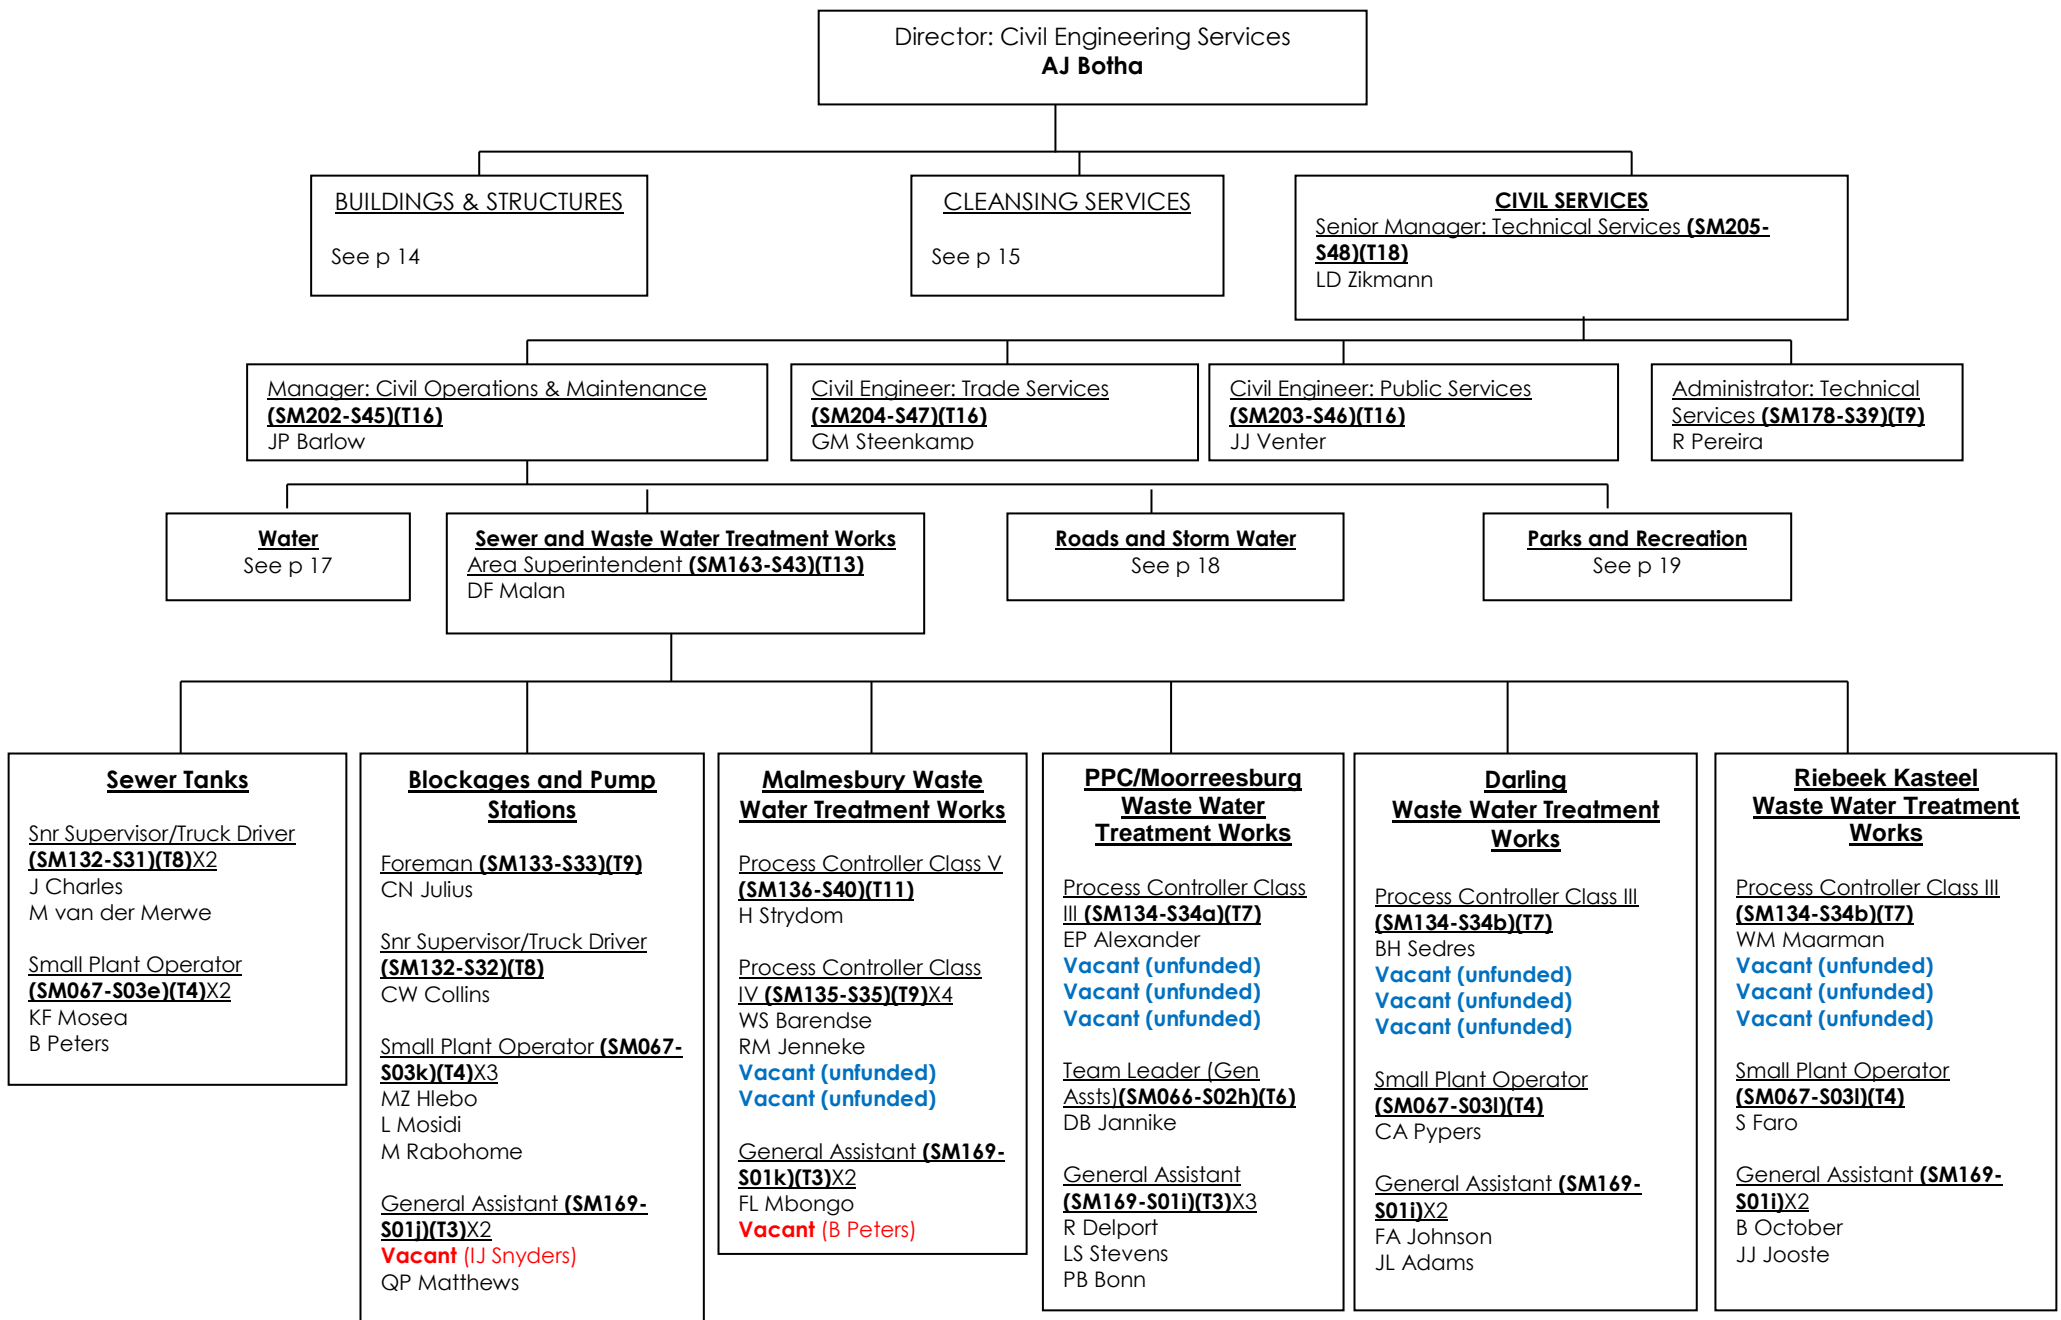 Director: Civil Engineering Services
AJ Botha
BUILDINGS & STRUCTURES
See p 14
CLEANSING SERVICES
See p 15
CIVIL SERVICES
Senior Manager: Technical Services (SM205-
S48)(T18)
LD Zikmann
Manager: Civil Operations & Maintenance
(SM202-S45)(T16)
JP Barlow
Civil Engineer: Trade Services
(SM204-S47)(T16)
GM Steenkamp
Civil Engineer: Public Services
(SM203-S46)(T16)
JJ Venter
Administrator: Technical
Services (SM178-S39)(T9)
R Pereira
Water
See p 17
Sewer and Waste Water Treatment Works
Area Superintendent (SM163-S43)(T13)
DF Malan
Roads and Storm Water
See p 18
Parks and Recreation
See p 19
Sewer Tanks
Snr Supervisor/Truck Driver
(SM132-S31)(T8)X2
J Charles
M van der Merwe
Small Plant Operator
(SM067-S03e)(T4)X2
KF Mosea
B Peters
Blockages and Pump
Stations
Foreman (SM133-S33)(T9)
CN Julius
Snr Supervisor/Truck Driver
(SM132-S32)(T8)
CW Collins
Small Plant Operator (SM067-
S03k)(T4)X3
MZ Hlebo
L Mosidi
M Rabohome
General Assistant (SM169-
S01j)(T3)X2
Vacant (IJ Snyders)
QP Matthews
Malmesbury Waste
Water Treatment Works
Process Controller Class V
(SM136-S40)(T11)
H Strydom
Process Controller Class
IV (SM135-S35)(T9)X4
WS Barendse
RM Jenneke
Vacant (unfunded)
Vacant (unfunded)
General Assistant (SM169-
S01k)(T3)X2
FL Mbongo
Vacant (B Peters)
PPC/Moorreesburg
Waste Water
Treatment Works
Process Controller Class
III (SM134-S34a)(T7)
EP Alexander
Vacant (unfunded)
Vacant (unfunded)
Vacant (unfunded)
Team Leader (Gen
Assts)(SM066-S02h)(T6)
DB Jannike
General Assistant
(SM169-S01i)(T3)X3
R Delport
LS Stevens
PB Bonn
Darling
Waste Water Treatment
Works
Process Controller Class III
(SM134-S34b)(T7)
BH Sedres
Vacant (unfunded)
Vacant (unfunded)
Vacant (unfunded)
Small Plant Operator
(SM067-S03l)(T4)
CA Pypers
General Assistant (SM169-
S01i)X2
FA Johnson
JL Adams
Riebeek Kasteel
Waste Water Treatment
Works
Process Controller Class III
(SM134-S34b)(T7)
WM Maarman
Vacant (unfunded)
Vacant (unfunded)
Vacant (unfunded)
Small Plant Operator
(SM067-S03l)(T4)
S Faro
General Assistant (SM169-
S01i)X2
B October
JJ Jooste